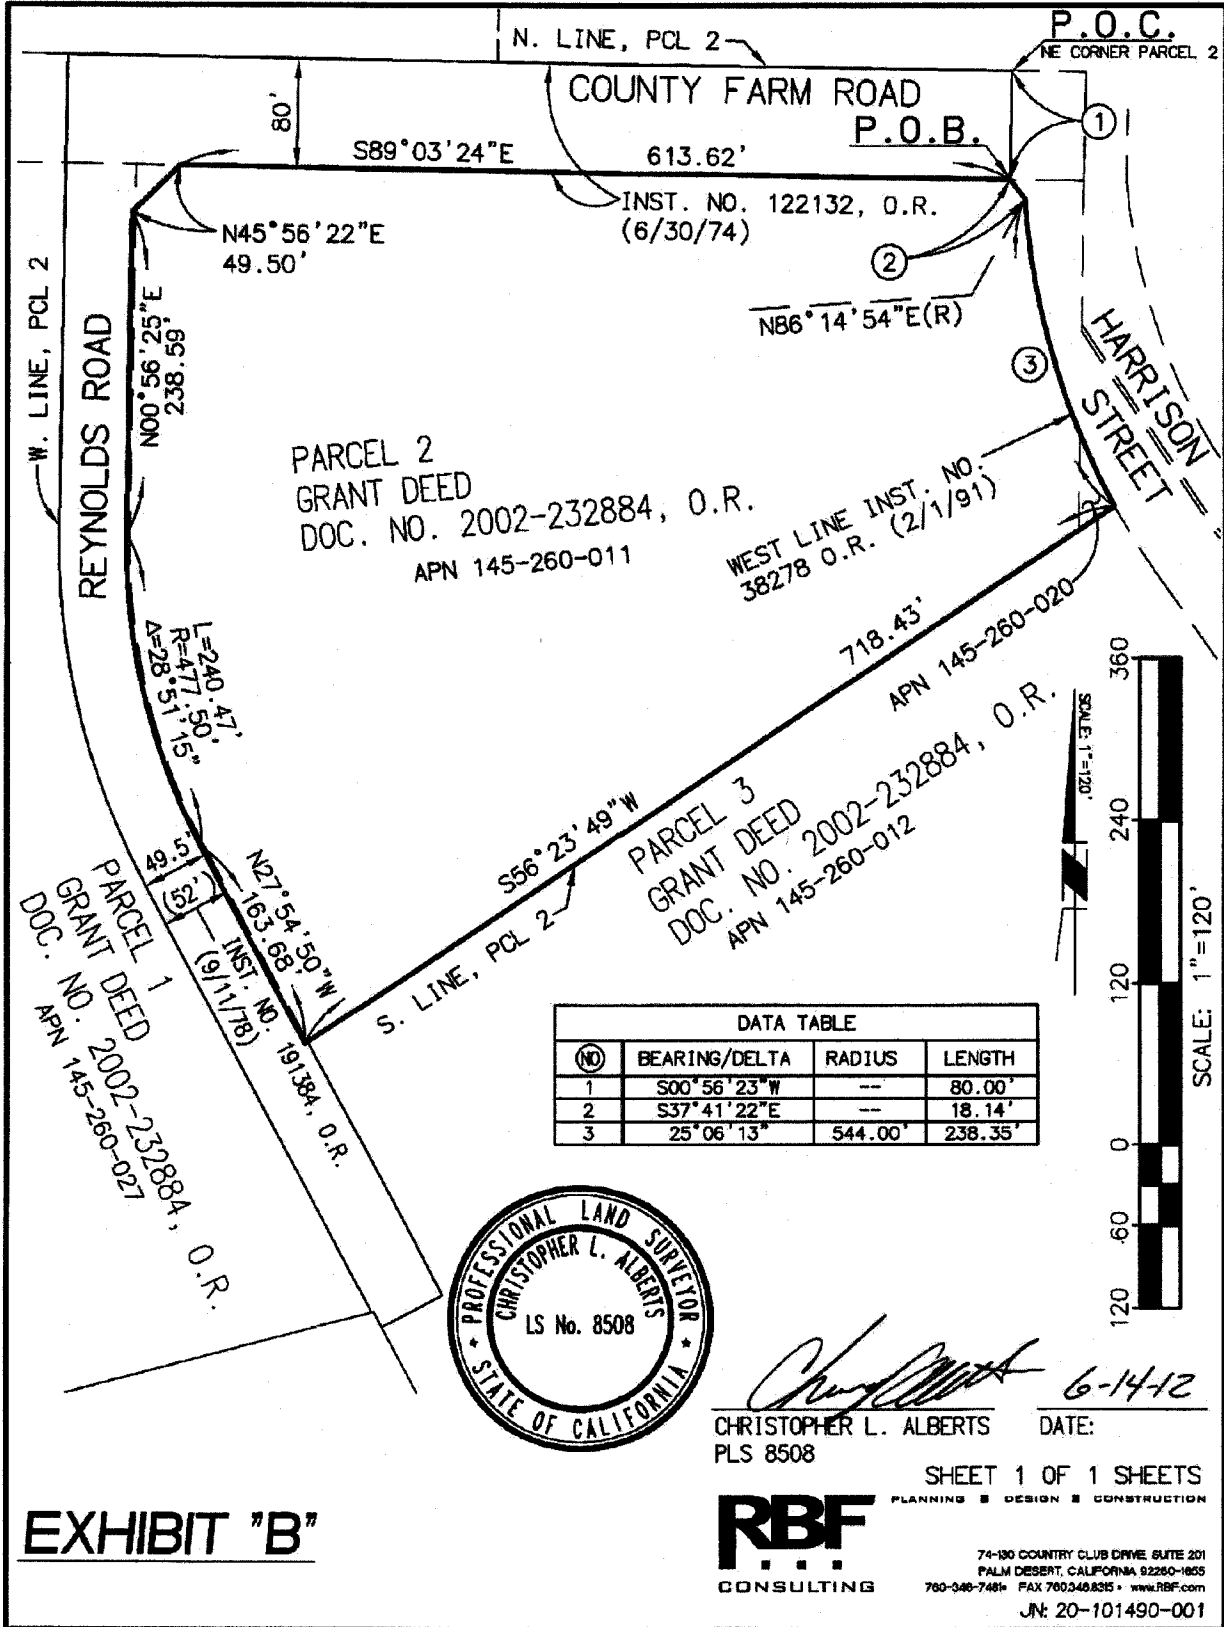 P.O.C.
NE CORNER PARCEL 2
N. LINE, PCL 2
COUNTY FARM ROAD
80'
P.O.B.
1
S89°03'24"E 613.62'
INST. NO. 122132, O.R.
(6/30/74)
N45°56'22"E
49.50'
2
N86°14'54"E(R)
W. LINE, PCL 2
REYNOLDS ROAD
N00°56'25"E
238.59'
3
HARRISON
STREET
PARCEL 2
GRANT DEED
DOC. NO. 2002-232884, O.R.
APN 145-260-011
WEST LINE INST. NO.
38278 O.R. (2/1/91)
718.43'
APN 145-260-020
L=240.47'
R=477.50'
Δ=28°51'15"
S56°23'49"W
S. LINE, PCL 2
PARCEL 3
GRANT DEED
DOC. NO. 2002-232884, O.R.
APN 145-260-012
49.5'
(52')
N27°54'50"W
163.68'
INST. NO. 191384, O.R.
(9/11/78)
PARCEL 1
GRANT DEED
DOC. NO. 2002-232884, O.R.
APN 145-260-027
SCALE: 1"=120'
360
240
120
0
60
120
SCALE: 1"=120'
DATA TABLE
NO BEARING/DELTA RADIUS LENGTH
1 S00°56'23"W -- 80.00'
2 S37°41'22"E -- 18.14'
3 25°06'13" 544.00' 238.35'
PROFESSIONAL LAND SURVEYOR
CHRISTOPHER L. ALBERTS
LS No. 8508
STATE OF CALIFORNIA
6-14-12
CHRISTOPHER L. ALBERTS DATE:
PLS 8508
SHEET 1 OF 1 SHEETS
PLANNING DESIGN CONSTRUCTION
RBF
CONSULTING
EXHIBIT "B"
74-130 COUNTRY CLUB DRIVE, SUITE 201
PALM DESERT, CALIFORNIA 92260-1655
760-346-7481 • FAX 760.346.8315 • www.RBF.com
JN: 20-101490-001